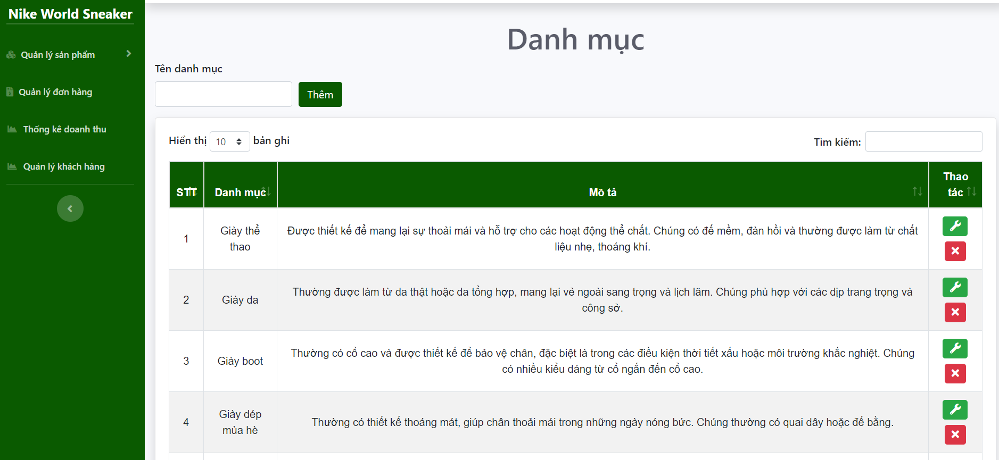 Nike World Sneaker
Quản lý sản phẩm
Quản lý đơn hàng
Thống kê doanh thu
Quản lý khách hàng
Danh mục
Tên danh mục
Thêm
Hiển thị 10 bản ghi
Tìm kiếm:
STT
Danh mục
Mô tả
Thao
tác
1
Giày thể
thao
Được thiết kế để mang lại sự thoải mái và hỗ trợ cho các hoạt động thể chất. Chúng có đế mềm, đàn hồi và thường được làm từ chất
liệu nhẹ, thoáng khí.
2
Giày da
Thường được làm từ da thật hoặc da tổng hợp, mang lại vẻ ngoài sang trọng và lịch lãm. Chúng phù hợp với các dịp trang trọng và
công sở.
3
Giày boot
Thường có cổ cao và được thiết kế để bảo vệ chân, đặc biệt là trong các điều kiện thời tiết xấu hoặc môi trường khắc nghiệt. Chúng
có nhiều kiểu dáng từ cổ ngắn đến cổ cao.
4
Giày dép
mùa hè
Thường có thiết kế thoáng mát, giúp chân thoải mái trong những ngày nóng bức. Chúng thường có quai dây hoặc đế bằng.